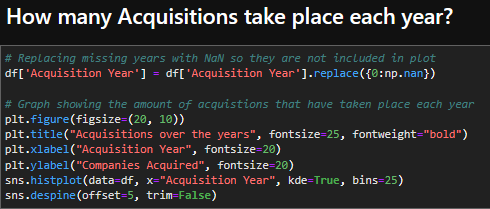 How many Acquisitions take place each year?
# Replacing missing years with NaN so they are not included in plot
df['Acquisition Year'] = df['Acquisition Year'].replace({0:np.nan})
# Graph showing the amount of acquistions that have taken place each year
plt.figure(figsize=(20, 10))
plt.title("Acquisitions over the years", fontsize=25, fontweight="bold")
plt.xlabel("Acquisition Year", fontsize=20)
plt.ylabel("Companies Acquired", fontsize=20)
sns.histplot(data=df, x="Acquisition Year", kde=True, bins=25)
sns.despine(offset=5, trim=False)